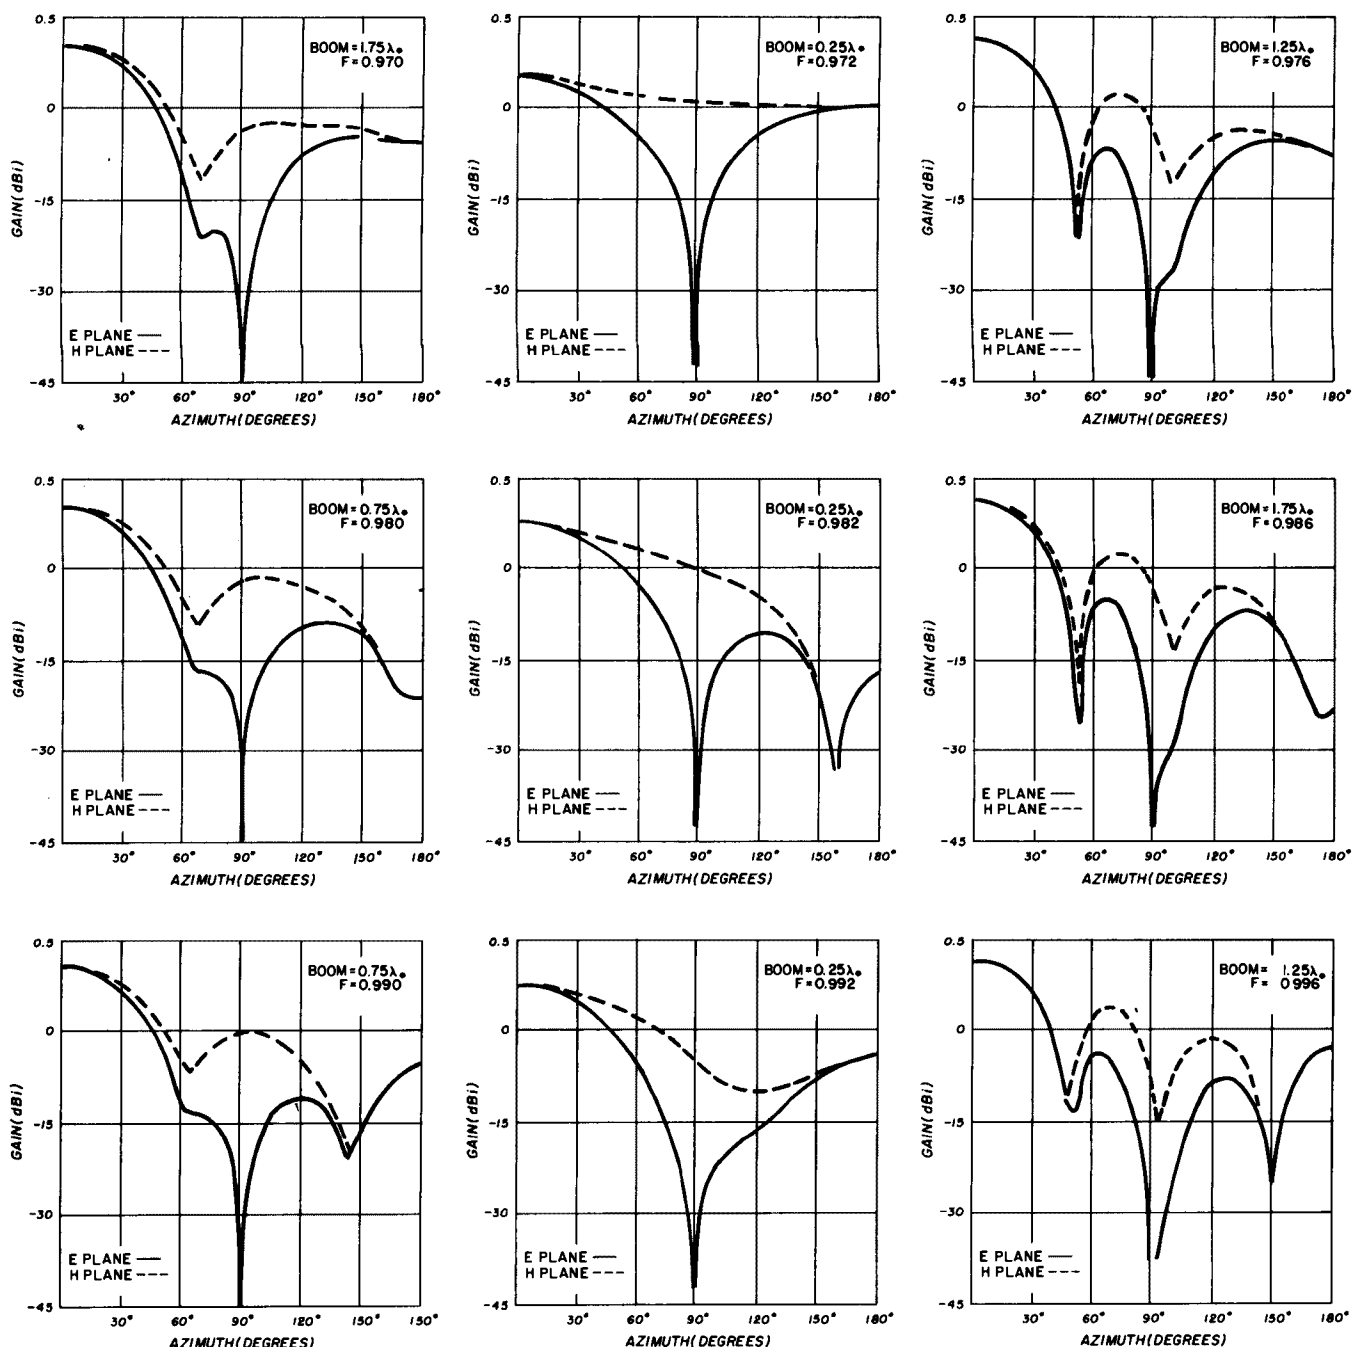 0.5
BOOM=1.75λ₀
F=0.970
0
GAIN(dBi)
-15
-30
E PLANE
H PLANE
-45
30° 60° 90° 120° 150° 180°
AZIMUTH(DEGREES)
0.5
BOOM=0.25λ₀
F=0.972
0
GAIN(dBi)
-15
-30
E PLANE
H PLANE
-45
30° 60° 90° 120° 150° 180°
AZIMUTH(DEGREES)
0.5
BOOM=1.25λ₀
F=0.976
0
GAIN(dBi)
-15
-30
E PLANE
H PLANE
-45
30° 60° 90° 120° 150° 180°
AZIMUTH(DEGREES)
0.5
BOOM=0.75λ₀
F=0.980
0
GAIN(dBi)
-15
-30
E PLANE
H PLANE
-45
30° 60° 90° 120° 150° 180°
AZIMUTH(DEGREES)
0.5
BOOM=0.25λ₀
F=0.982
0
GAIN(dBi)
-15
-30
E PLANE
H PLANE
-45
30° 60° 90° 120° 150° 180°
AZIMUTH(DEGREES)
0.5
BOOM=1.75λ₀
F=0.986
0
GAIN(dBi)
-15
-30
E PLANE
H PLANE
-45
30° 60° 90° 120° 150° 180°
AZIMUTH(DEGREES)
0.5
BOOM=0.75λ₀
F=0.990
0
GAIN(dBi)
-15
-30
E PLANE
H PLANE
-45
30° 60° 90° 120° 150° 180°
AZIMUTH(DEGREES)
0.5
BOOM=0.25λ₀
F=0.992
0
GAIN(dBi)
-15
-30
E PLANE
H PLANE
-45
30° 60° 90° 120° 150° 180°
AZIMUTH(DEGREES)
0.5
BOOM= 1.25λ₀
F= 0.996
0
GAIN(dBi)
-15
-30
E PLANE
H PLANE
-45
30° 60° 90° 120° 150° 180°
AZIMUTH(DEGREES)